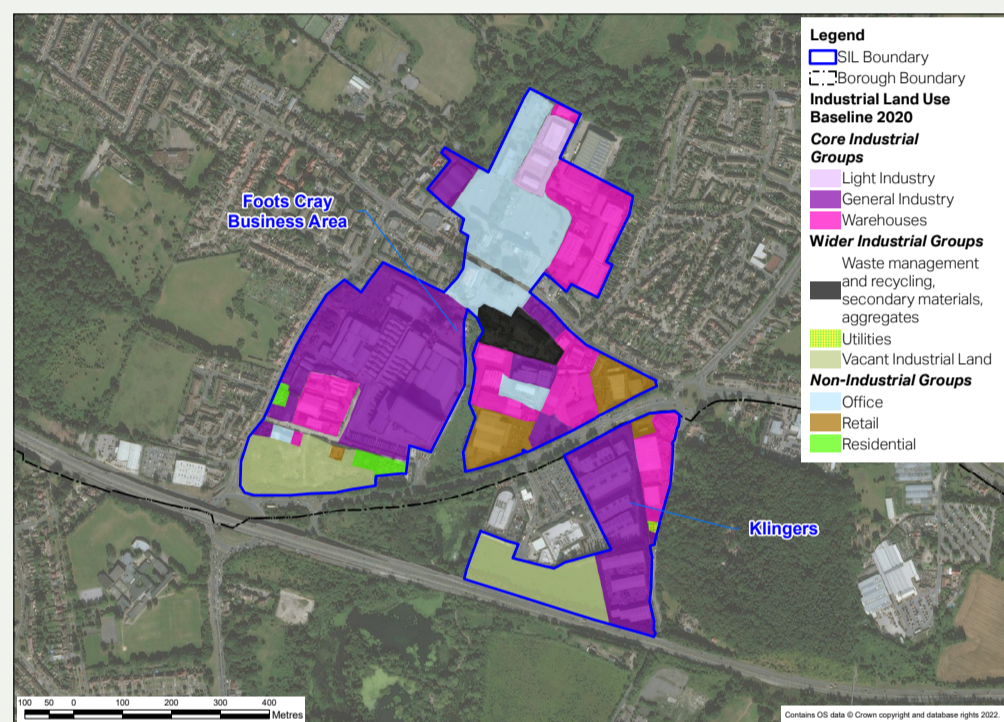 Legend
SIL Boundary
Borough Boundary
Industrial Land Use
Baseline 2020
Core Industrial
Groups
Light Industry
General Industry
Warehouses
Wider Industrial Groups
Waste management
and recycling,
secondary materials,
aggregates
Utilities
Vacant Industrial Land
Non-Industrial Groups
Office
Retail
Residential
Foots Cray
Business Area
Klingers
100 50 0 100 200 300 400
Metres
Contains OS data © Crown copyright and database rights 2022.